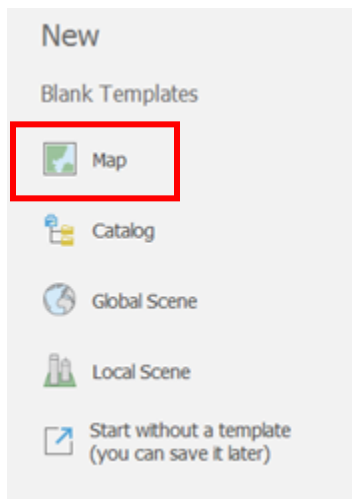 New
Blank Templates
Map
Catalog
Global Scene
Local Scene
Start without a template
(you can save it later)